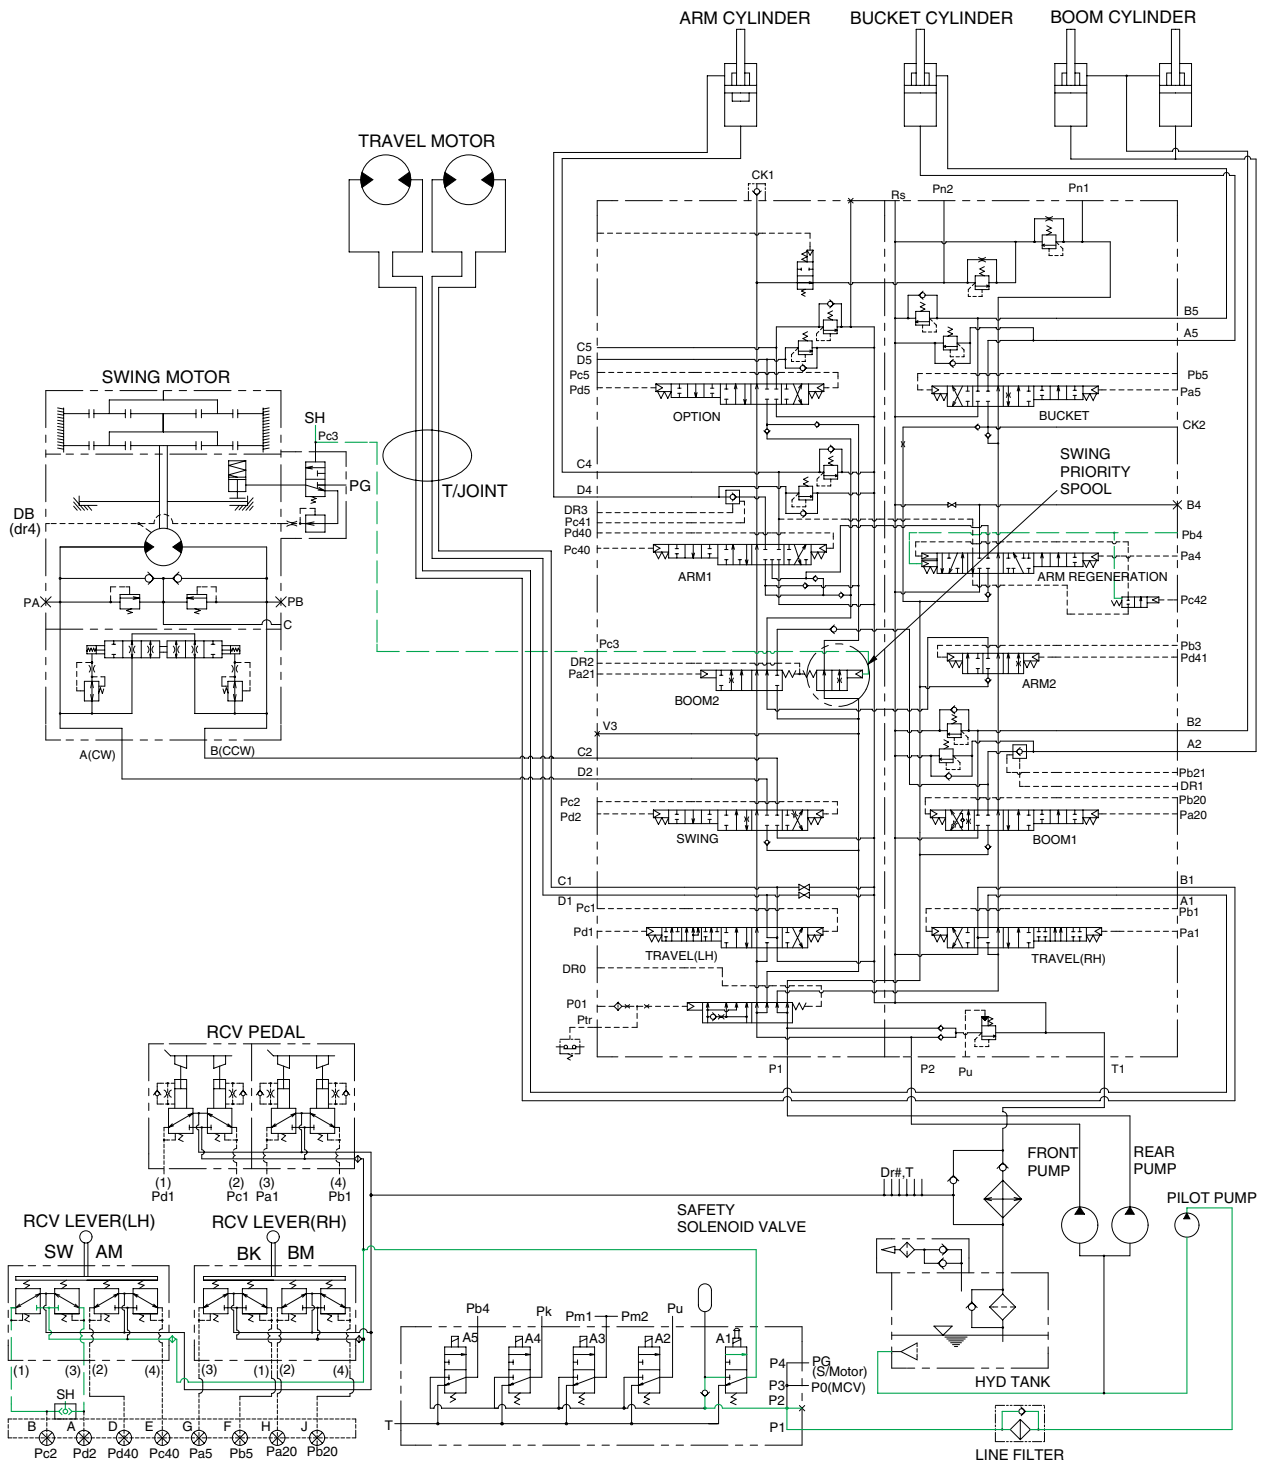 ARM CYLINDER
BUCKET CYLINDER
BOOM CYLINDER
TRAVEL MOTOR
CK1
Rs
Pn2
Pn1
B5
A5
C5
D5
Pc5
Pd5
Pb5
Pa5
OPTION
BUCKET
CK2
SWING MOTOR
SH
Pc3
PG
T/JOINT
SWING
PRIORITY
SPOOL
C4
D4
DR3
Pc41
Pd40
Pc40
B4
Pb4
Pa4
DB
(dr4)
ARM1
ARM REGENERATION
Pc42
PA
PB
C
Pc3
DR2
Pa21
Pb3
Pd41
BOOM2
ARM2
V3
B2
A(CW)
B(CCW)
C2
D2
A2
Pb21
DR1
Pc2
Pd2
Pb20
Pa20
SWING
BOOM1
C1
D1
Pc1
B1
A1
Pb1
Pd1
Pa1
TRAVEL(LH)
TRAVEL(RH)
DR0
P01
Ptr
P1
P2
Pu
T1
RCV PEDAL
(1)
Pd1
(2)
Pc1
(3)
Pa1
(4)
Pb1
FRONT
PUMP
REAR
PUMP
PILOT PUMP
Dr#,T
SAFETY
SOLENOID VALVE
RCV LEVER(LH)
RCV LEVER(RH)
SW
AM
BK
BM
(1)
(3)
(2)
(4)
(3)
(1)
(2)
(4)
Pb4
Pk
Pm1
Pm2
Pu
A5
A4
A3
A2
A1
P4
PG
(S/Motor)
P3
P0(MCV)
P2
P1
T
HYD TANK
LINE FILTER
SH
B
A
D
E
G
F
H
J
Pc2
Pd2
Pd40
Pc40
Pa5
Pb5
Pa20
Pb20